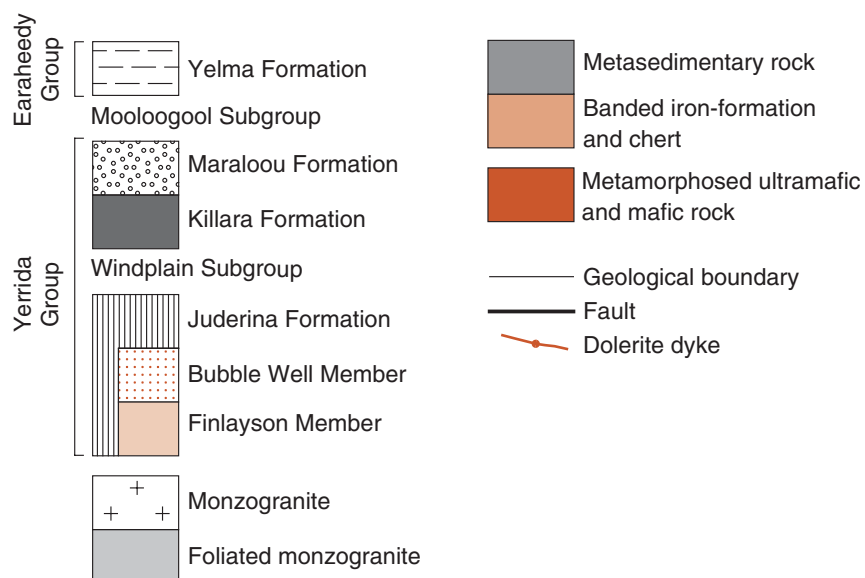 Earaheedy
Group
Yelma Formation
Mooloogool Subgroup
Yerrida
Group
Maraloou Formation
Killara Formation
Windplain Subgroup
Juderina Formation
Bubble Well Member
Finlayson Member
Monzogranite
Foliated monzogranite
Metasedimentary rock
Banded iron-formation
and chert
Metamorphosed ultramafic
and mafic rock
Geological boundary
Fault
Dolerite dyke